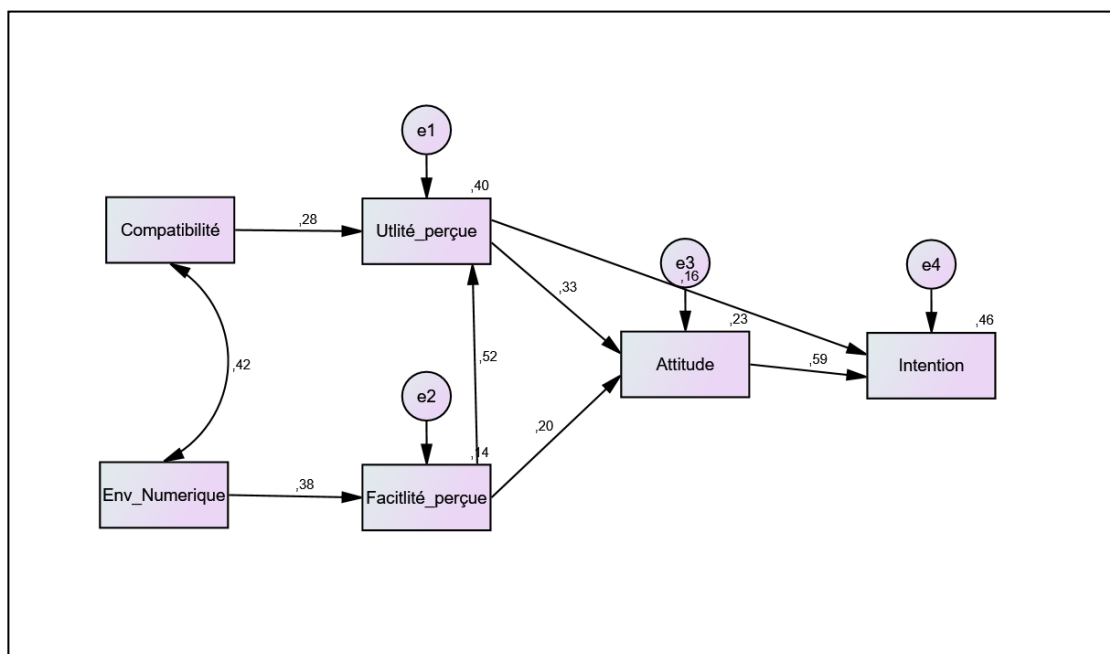 e1
,40
Compatibilité
,28
Utlité_perçue
e3
,16
e4
,33
,23
,46
,42
,52
Attitude
,59
Intention
e2
,20
,14
Env_Numerique
,38
Facitlité_perçue